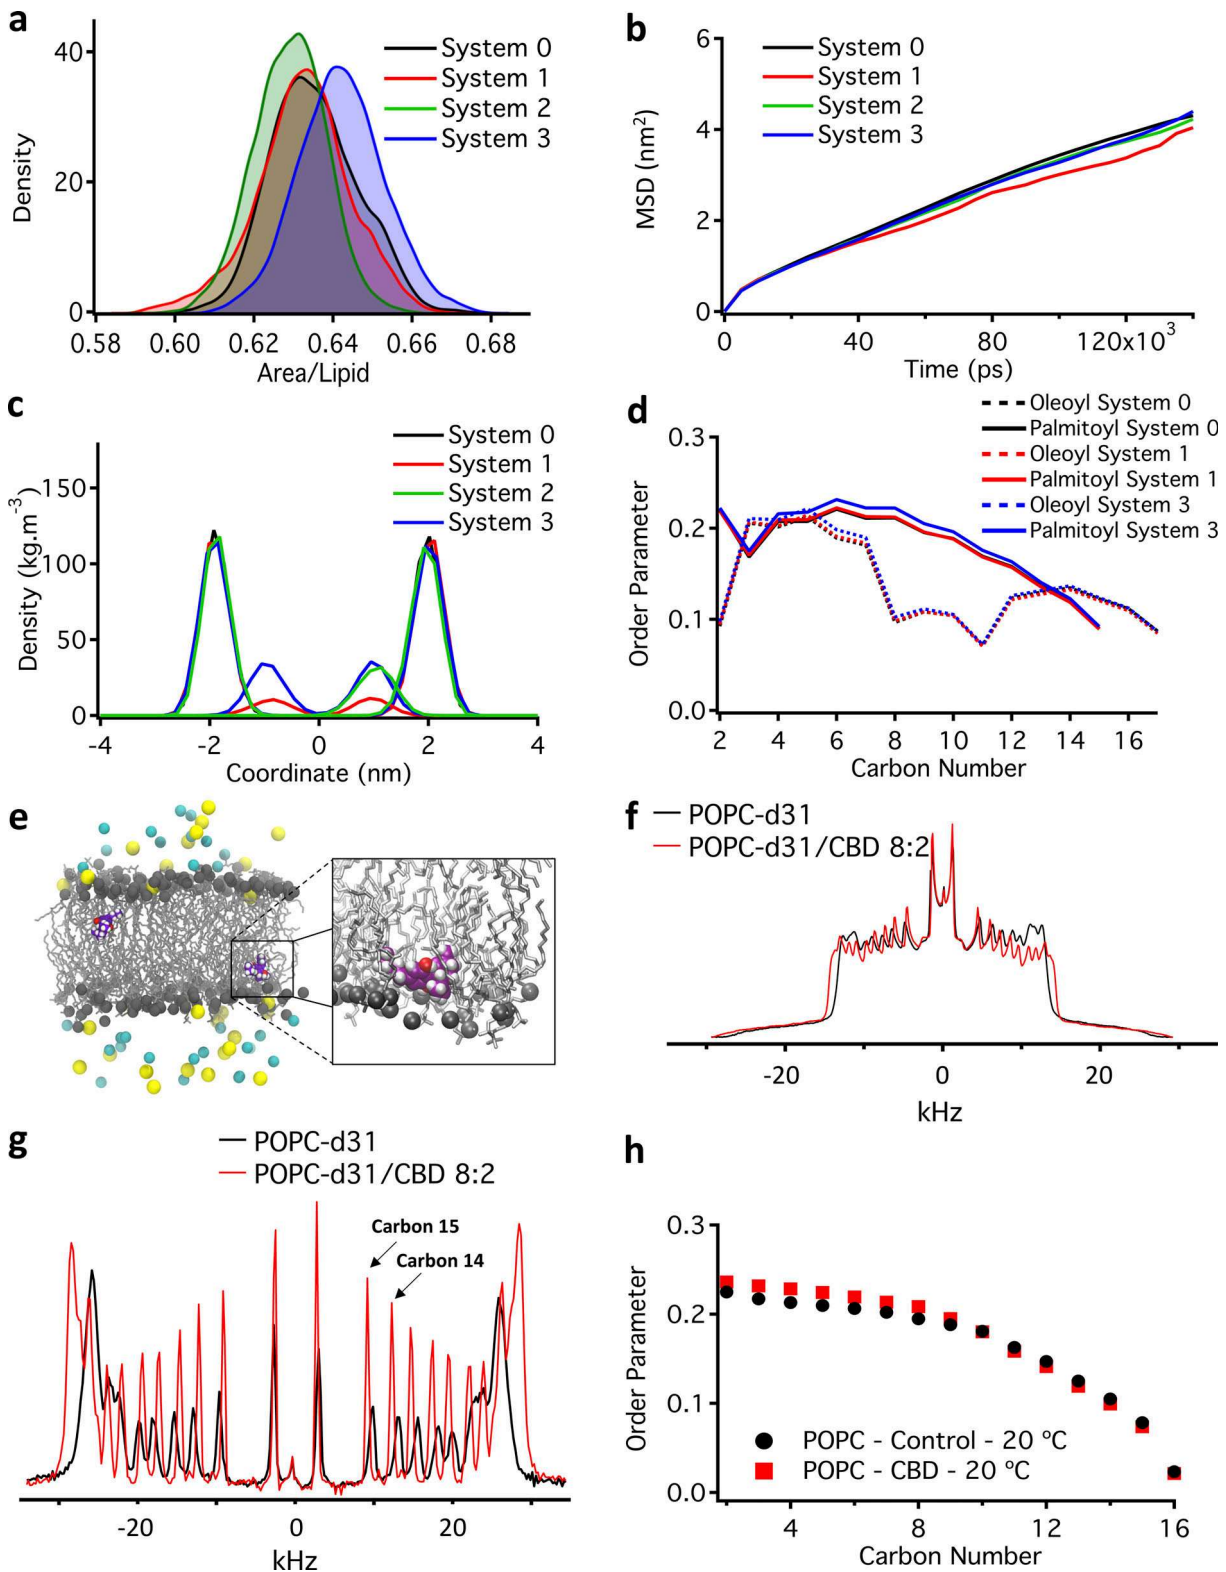 a
Density
40
20
0
0.58
0.60
0.62
0.64
0.66
0.68
Area/Lipid
System 0
System 1
System 2
System 3
b
MSD (nm²)
6
4
2
0
0
40
80
120x10³
Time (ps)
System 0
System 1
System 2
System 3
c
Density (kg.m⁻³)
150
100
50
0
-4
-2
0
2
4
Coordinate (nm)
System 0
System 1
System 2
System 3
d
Order Parameter
0.3
0.2
0.1
0.0
2
4
6
8
10
12
14
16
Carbon Number
Oleoyl System 0
Palmitoyl System 0
Oleoyl System 1
Palmitoyl System 1
Oleoyl System 3
Palmitoyl System 3
e
f
POPC-d31
POPC-d31/CBD 8:2
-20
0
20
kHz
g
POPC-d31
POPC-d31/CBD 8:2
Carbon 15
Carbon 14
-20
0
20
kHz
h
Order Parameter
0.3
0.2
0.1
0.0
POPC - Control - 20 ºC
POPC - CBD - 20 ºC
4
8
12
16
Carbon Number